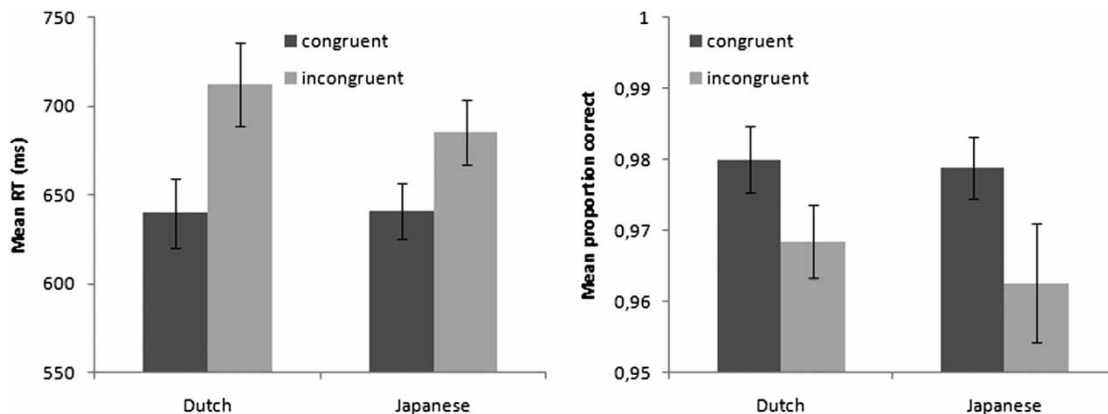 Mean RT (ms)
750
700
650
600
550
congruent
incongruent
Dutch
Japanese
Mean proportion correct
1
0,99
0,98
0,97
0,96
0,95
congruent
incongruent
Dutch
Japanese